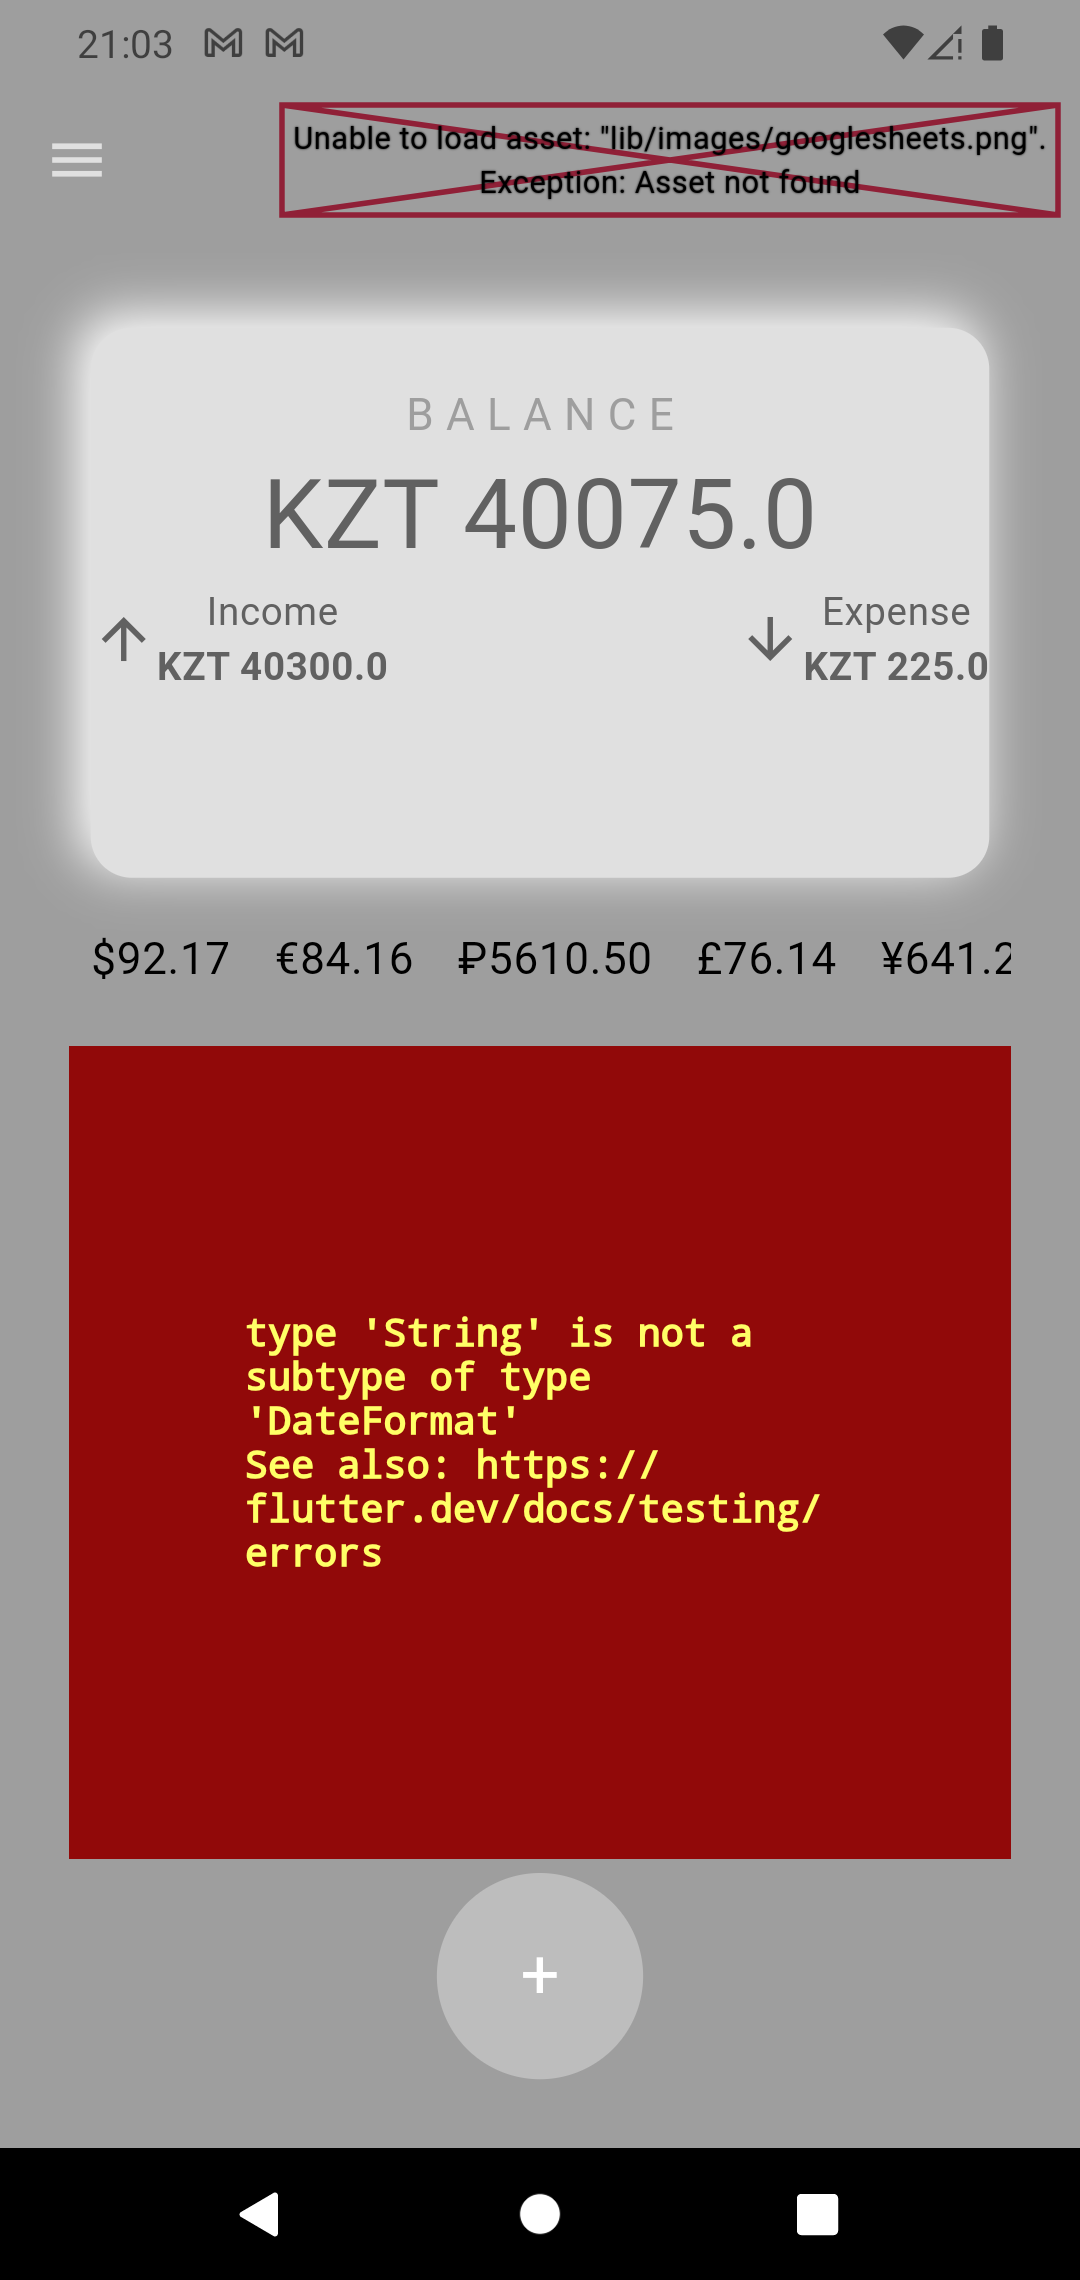 21:03
Unable to load asset: "lib/images/googlesheets.png".
Exception: Asset not found
BALANCE
KZT 40075.0
Income
KZT 40300.0
Expense
KZT 225.0
$92.17 €84.16 ₽5610.50 £76.14 ¥641.2
type 'String' is not a
subtype of type
'DateFormat'
See also: https://
flutter.dev/docs/testing/
errors
+